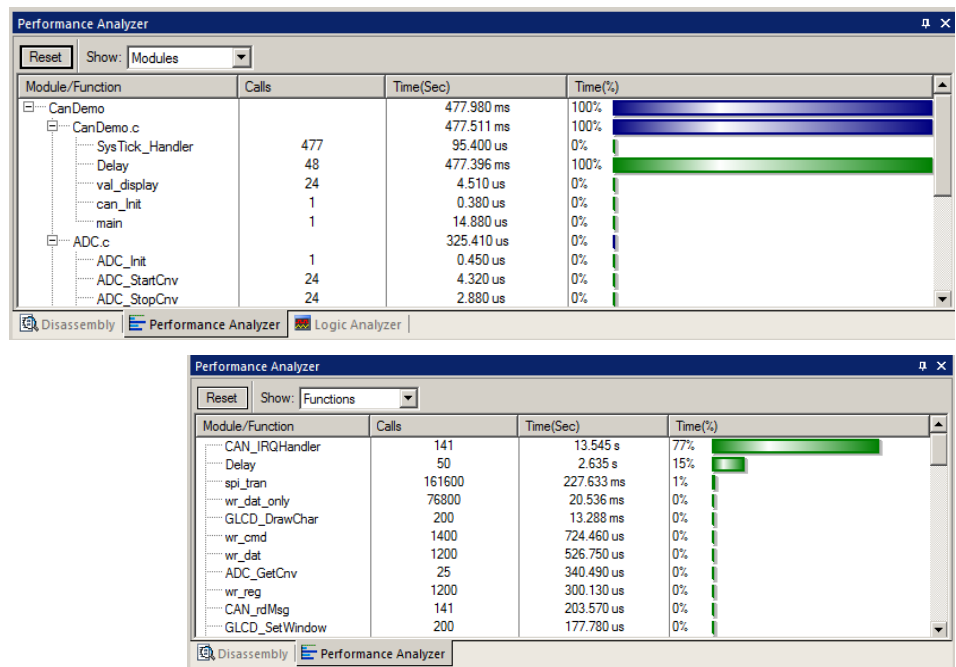 Performance Analyzer
Reset Show: Modules
Module/Function Calls Time(Sec) Time(%)
CanDemo 477.980 ms 100%
CanDemo.c 477.511 ms 100%
SysTick_Handler 477 95.400 us 0%
Delay 48 477.396 ms 100%
val_display 24 4.510 us 0%
can_Init 1 0.380 us 0%
main 1 14.880 us 0%
ADC.c 325.410 us 0%
ADC_Init 1 0.450 us 0%
ADC_StartCnv 24 4.320 us 0%
ADC_StopCnv 24 2.880 us 0%
Disassembly Performance Analyzer Logic Analyzer
Performance Analyzer
Reset Show: Functions
Module/Function Calls Time(Sec) Time(%)
CAN_IRQHandler 141 13.545 s 77%
Delay 50 2.635 s 15%
spi_tran 161600 227.633 ms 1%
wr_dat_only 76800 20.536 ms 0%
GLCD_DrawChar 200 13.288 ms 0%
wr_cmd 1400 724.460 us 0%
wr_dat 1200 526.750 us 0%
ADC_GetCnv 25 340.490 us 0%
wr_reg 1200 300.130 us 0%
CAN_rdMsg 141 203.570 us 0%
GLCD_SetWindow 200 177.780 us 0%
Disassembly Performance Analyzer